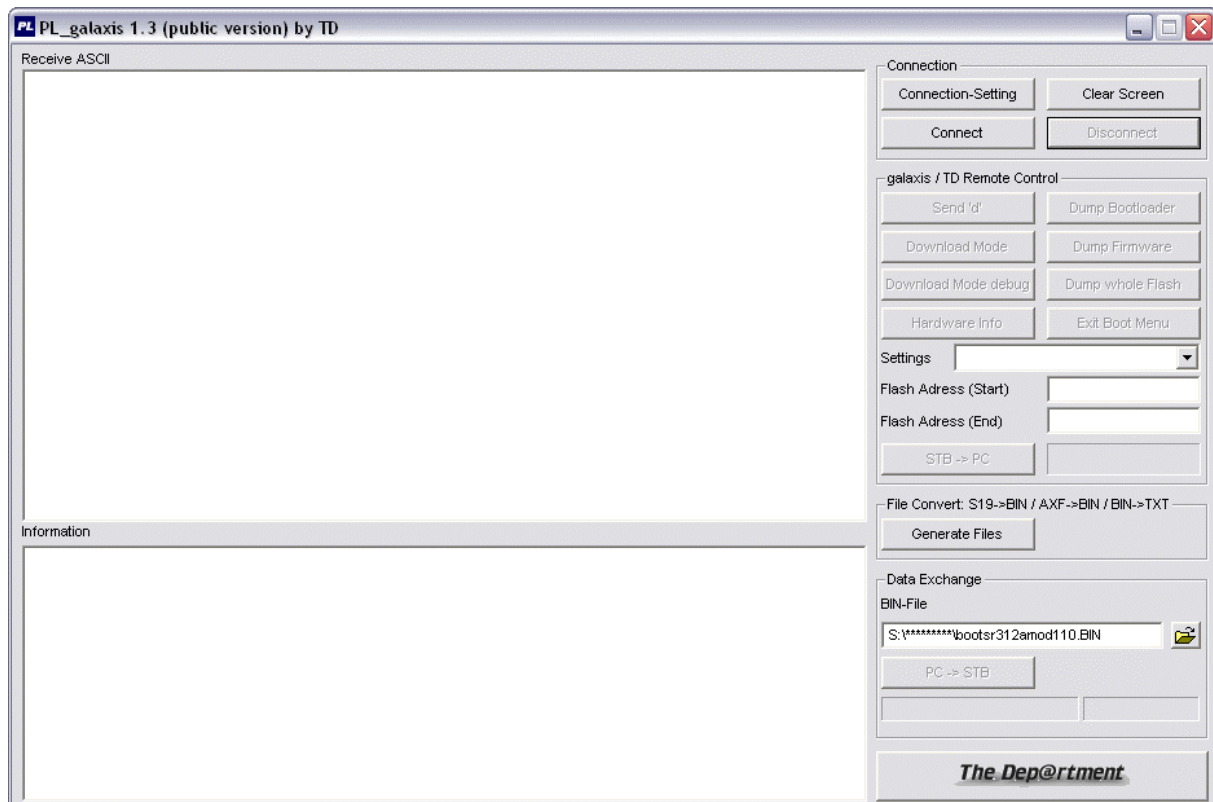 PL PL_galaxis 1.3 (public version) by TD
Receive ASCII
Connection
Connection-Setting Clear Screen
Connect Disconnect
galaxis / TD Remote Control
Send 'd' Dump Bootloader
Download Mode Dump Firmware
Download Mode debug Dump whole Flash
Hardware Info Exit Boot Menu
Settings
Flash Adress (Start)
Flash Adress (End)
STB -> PC
Information
File Convert: S19->BIN / AXF->BIN / BIN->TXT
Generate Files
Data Exchange
BIN-File
S:\*********\bootsr312amod110.BIN
PC -> STB
The Dep@rtment